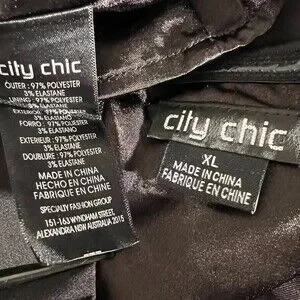 city chic
OUTER: 97% POLYESTER
3% ELASTANE
LINING: 97% POLYESTER
3% ELASTANE
EXTERIOR: 97% POLYESTER
3% ELASTANO
FORRO: 97% POLYESTER
3% ELASTANO
EXTERIEUR: 97% POLYESTER
3% ELASTANE
DOUBLURE: 97% POLYESTER
3% ELASTANE
MADE IN CHINA
HECHO EN CHINA
FABRIQUE EN CHINE
SPECIALTY FASHION GROUP
151-163 WYNDHAM STREET
ALEXANDRIA NSW AUSTRALIA 2015
city chic
XL
MADE IN CHINA
FABRIQUE EN CHINE